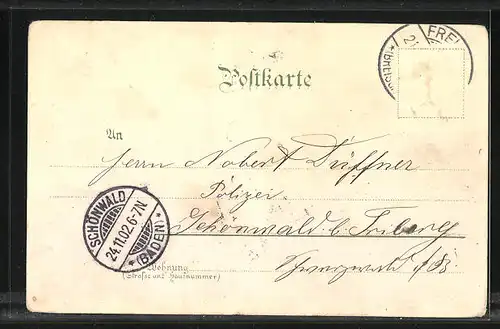 FREI
Postkarte
An
Herrn Norbert Düffner
Polizei
SCHÖNWALD
24.11.02.6-7N
*(BADEN)*
Schönwald b. Triberg
Wohnung
(Straße und Hausnummer)